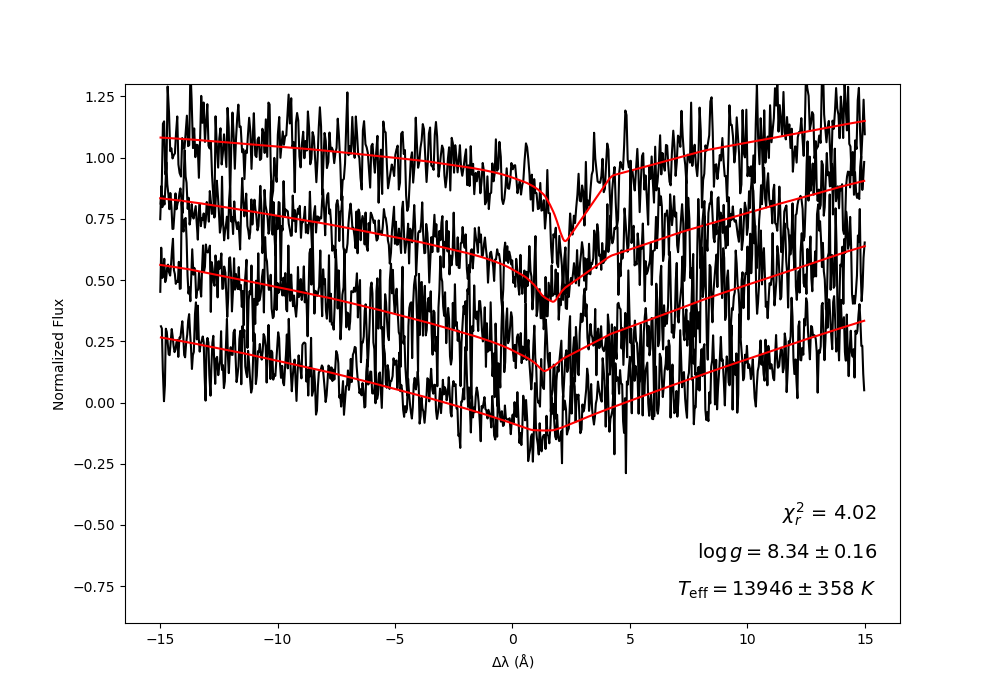 1.25
1.00
0.75
0.50
0.25
0.00
−0.25
−0.50
−0.75
Normalized Flux
χ²ᵣ = 4.02
log g = 8.34 ± 0.16
T_eff = 13946 ± 358 K
−15 −10 −5 0 5 10 15
Δλ (Å)